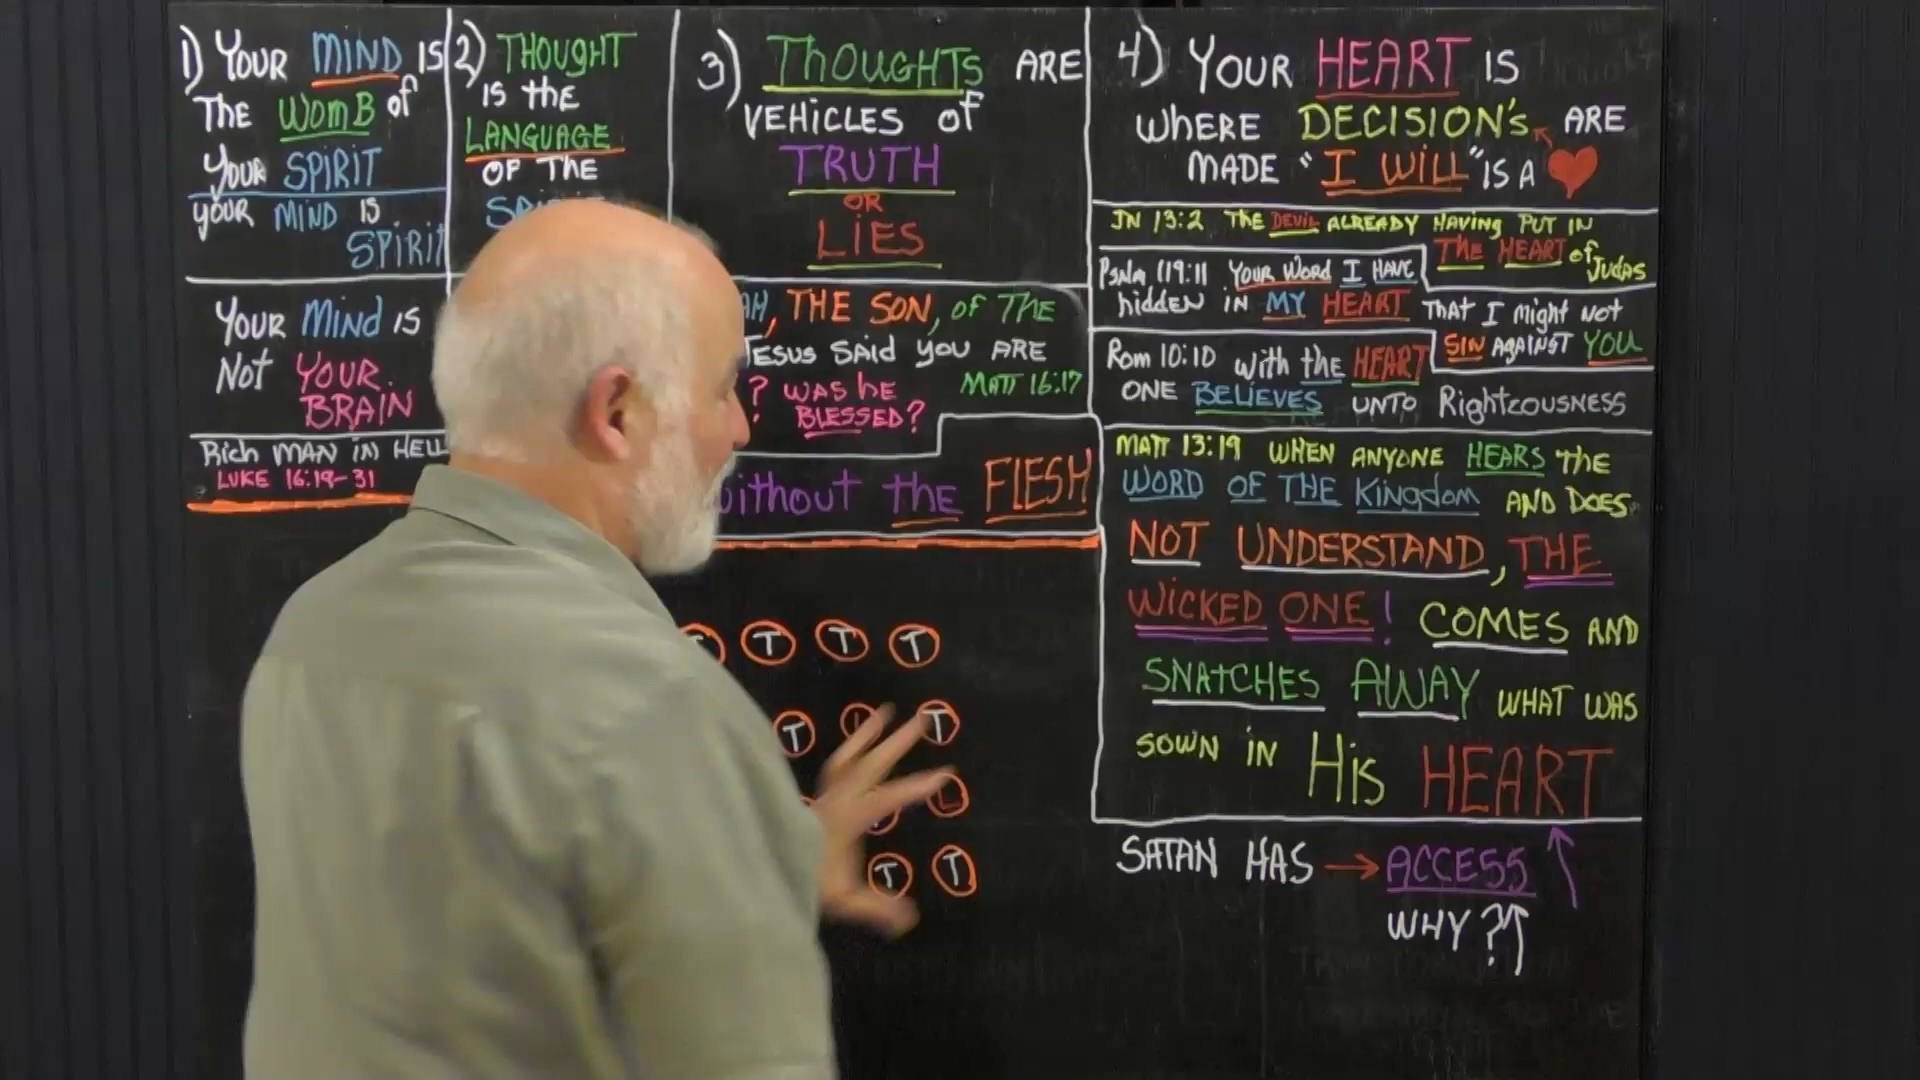 1) YOUR MIND IS
THE WOMB of
YOUR SPIRIT
YOUR MIND IS
SPIRIT
YOUR MIND IS
NOT YOUR
BRAIN
Rich MAN iN HELL
LUKE 16:19-31
2) THOUGHT
iS the
LANGUAGE
OF THE
3) THOUGHTS ARE
VEHICLES of
TRUTH
OR
LiES
THE SON, of THE
JESUS SAid YOU ARE
? WAS hE MATT 16:17
BLESSED?
without the FLESH
T T T
T L T
L
T T
4) YOUR HEART IS
WHERE DECISION'S ARE
MADE "I WiLL" iS A
JN 13:2 THE DEViL ALREADY HAViNG PUT iN
THE HEART of
JUdAS
Psalm 119:11 YOUR WORD I HAVE
hiddEN iN MY HEART THAT I Might Not
SIN AGAINST YOU
Rom 10:10 with the HEART
ONE BELiEVES UNTO RighteousNESS
MATT 13:19 WHEN ANYONE HEARS THE
WORD OF THE Kingdom AND DOES
NOT UNDERSTAND, THE
WiCKED ONE! COMES AND
SNATCHES AWAY WHAT WAS
SOWN iN His HEART
SATAN HAS → ACCESS
WHY?